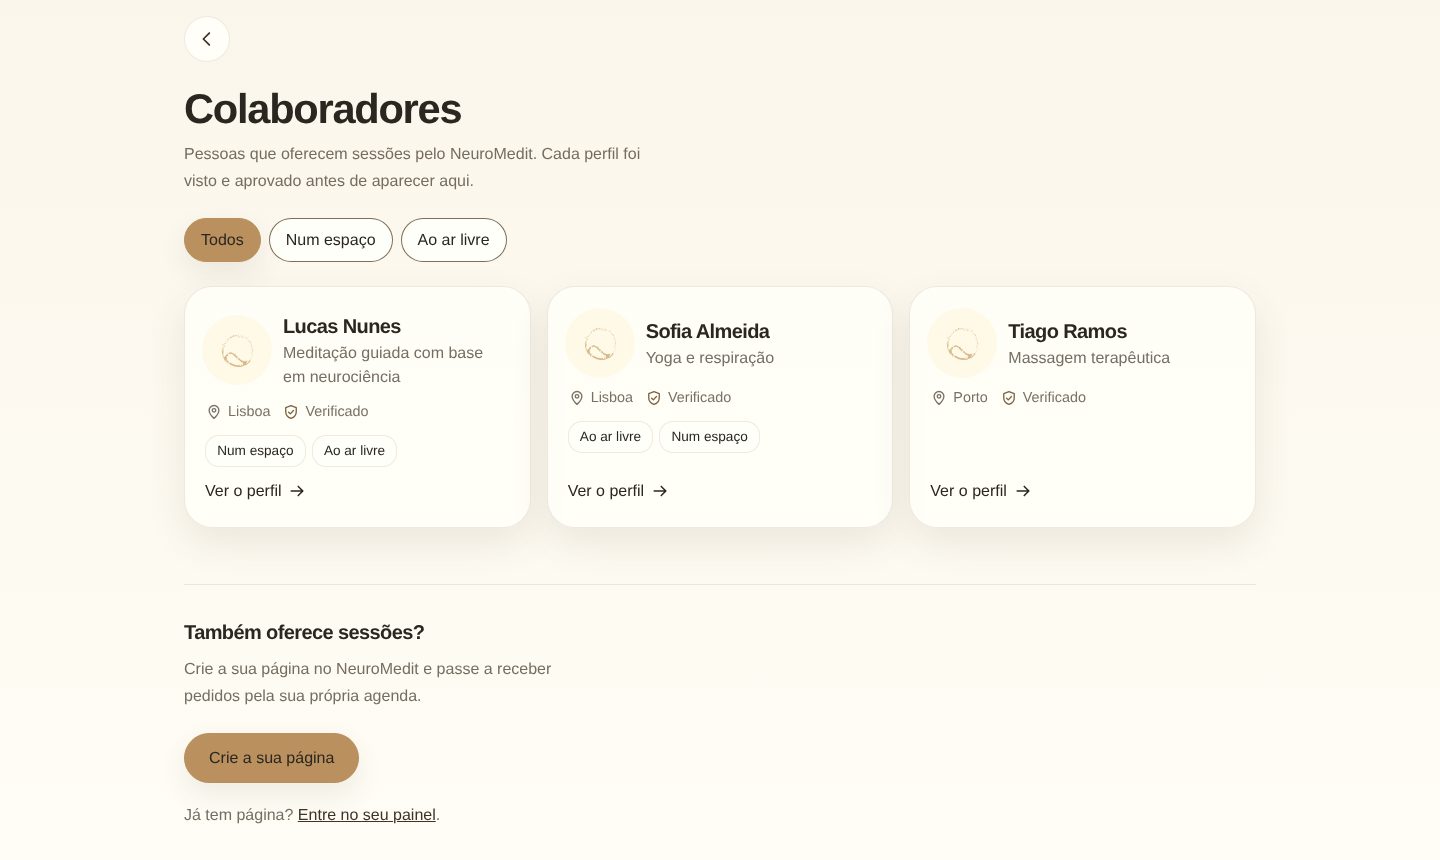 Colaboradores
Pessoas que oferecem sessões pelo NeuroMedit. Cada perfil foi
visto e aprovado antes de aparecer aqui.
Todos
Num espaço
Ao ar livre
Lucas Nunes
Meditação guiada com base
em neurociência
Lisboa
Verificado
Num espaço
Ao ar livre
Ver o perfil
Sofia Almeida
Yoga e respiração
Lisboa
Verificado
Ao ar livre
Num espaço
Ver o perfil
Tiago Ramos
Massagem terapêutica
Porto
Verificado
Ver o perfil
Também oferece sessões?
Crie a sua página no NeuroMedit e passe a receber
pedidos pela sua própria agenda.
Crie a sua página
Já tem página? Entre no seu painel.